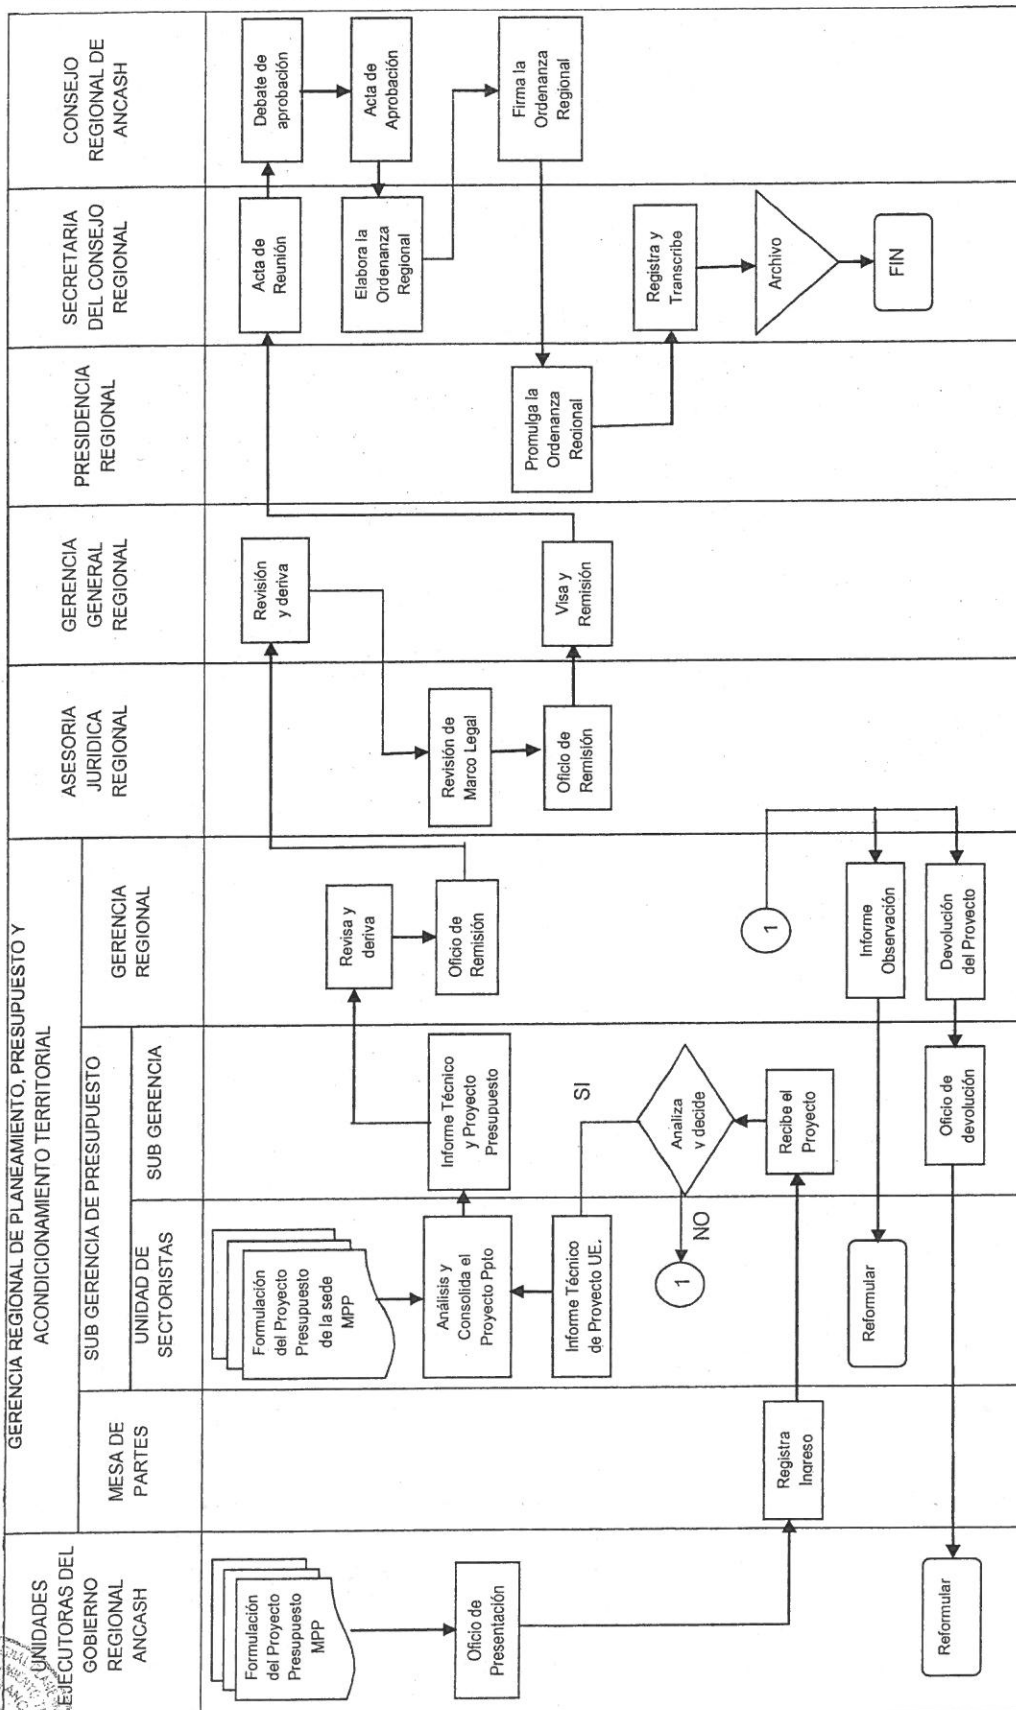 UNIDADES
EJECUTORAS DEL
GOBIERNO
REGIONAL
ANCASH
GERENCIA REGIONAL DE PLANEAMIENTO, PRESUPUESTO Y
ACONDICIONAMIENTO TERRITORIAL
MESA DE
PARTES
SUB GERENCIA DE PRESUPUESTO
UNIDAD DE
SECTORISTAS
SUB GERENCIA
GERENCIA
REGIONAL
ASESORIA
JURIDICA
REGIONAL
GERENCIA
GENERAL
REGIONAL
PRESIDENCIA
REGIONAL
SECRETARIA
DEL CONSEJO
REGIONAL
CONSEJO
REGIONAL DE
ANCASH
Formulación
del Proyecto
Presupuesto
MPP
Oficio de
Presentación
Registra
Ingreso
Recibe el
Proyecto
Analiza
y decide
SI
NO
1
Informe Técnico
de Proyecto UE.
Formulación
del Proyecto
Presupuesto
de la sede
MPP
Análisis y
Consolida el
Proyecto Ppto
Informe Técnico
y Proyecto
Presupuesto
Revisa y
deriva
Oficio de
Remisión
Revisión
y deriva
Revisión de
Marco Legal
Oficio de
Remisión
Visa y
Remisión
Acta de
Reunión
Debate de
aprobación
Acta de
Aprobación
Elabora la
Ordenanza
Regional
Firma la
Ordenanza
Regional
Promulga la
Ordenanza
Regional
Registra y
Transcribe
Archivo
FIN
1
Informe
Observación
Reformular
Devolución
del Proyecto
Oficio de
devolución
Reformular